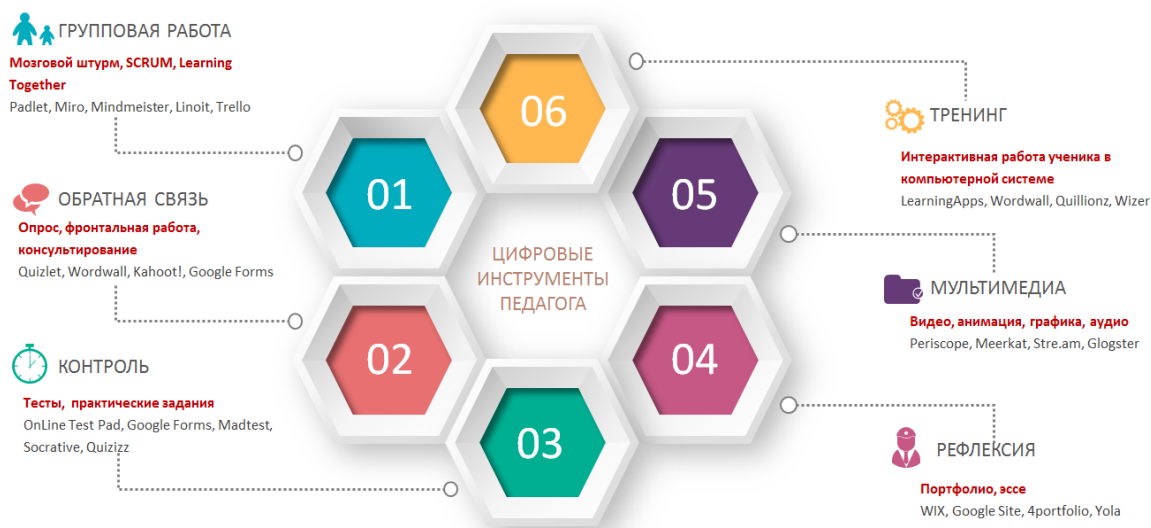 ГРУППОВАЯ РАБОТА
Мозговой штурм, SCRUM, Learning
Together
Padlet, Miro, Mindmeister, Linoit, Trello
ОБРАТНАЯ СВЯЗЬ
Опрос, фронтальная работа,
консультирование
Quizlet, Wordwall, Kahoot!, Google Forms
КОНТРОЛЬ
Тесты, практические задания
OnLine Test Pad, Google Forms, Madtest,
Socrative, Quizizz
06
01
05
ЦИФРОВЫЕ
ИНСТРУМЕНТЫ
ПЕДАГОГА
02
04
03
ТРЕНИНГ
Интерактивная работа ученика в
компьютерной системе
LearningApps, Wordwall, Quillionz, Wizer
МУЛЬТИМЕДИА
Видео, анимация, графика, аудио
Periscope, Meerkat, Stre.am, Glogster
РЕФЛЕКСИЯ
Портфолио, эссе
WIX, Google Site, 4portfolio, Yola